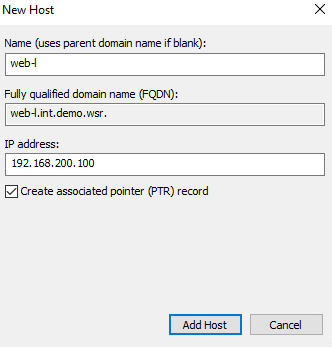 New Host
Name (uses parent domain name if blank):
web-l
Fully qualified domain name (FQDN):
web-l.int.demo.wsr.
IP address:
192.168.200.100
Create associated pointer (PTR) record
Add Host Cancel